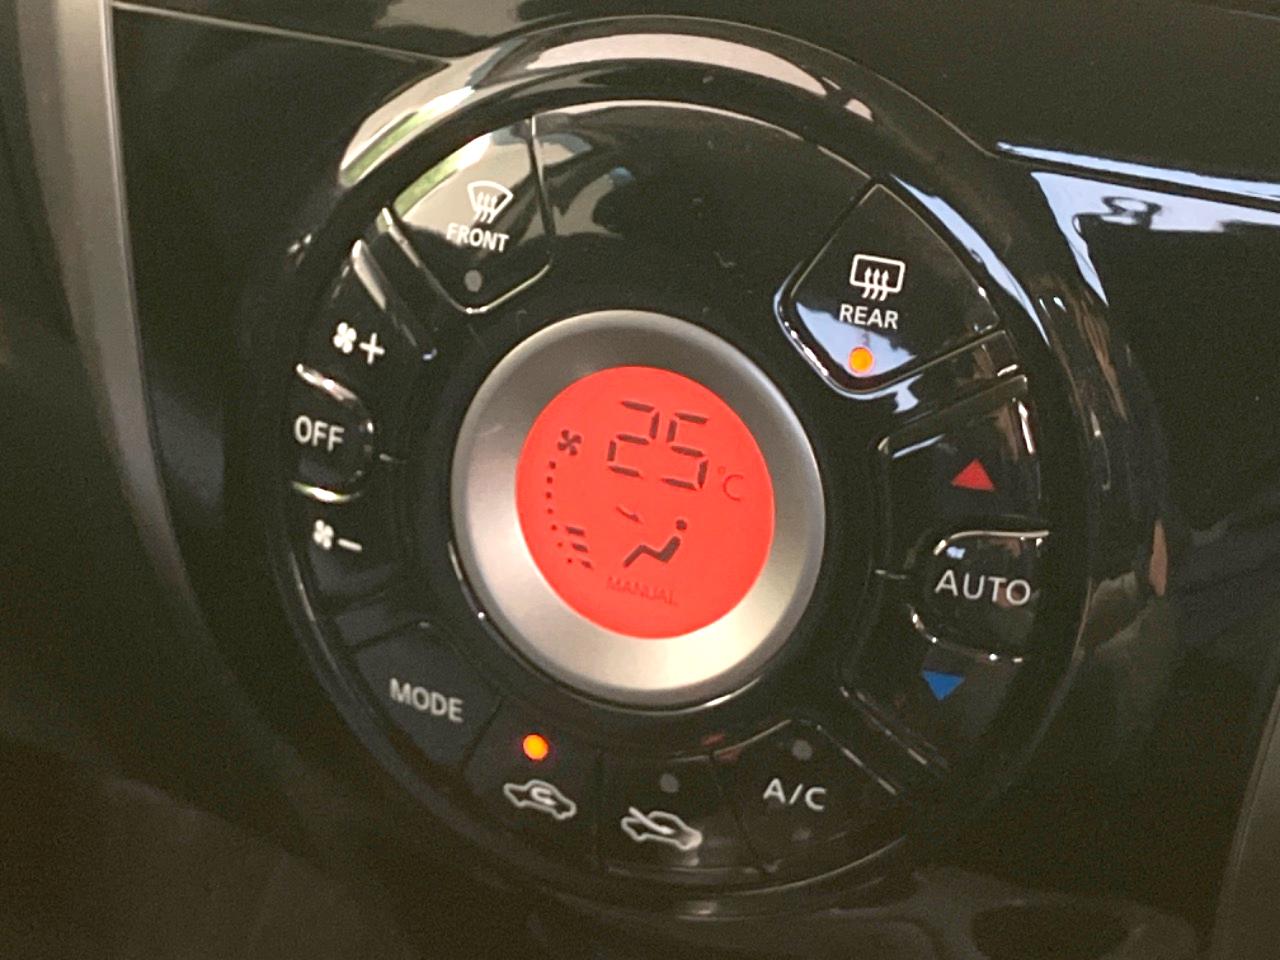 FRONT
REAR
+
OFF
25°C
−
AUTO
MANUAL
MODE
A/C